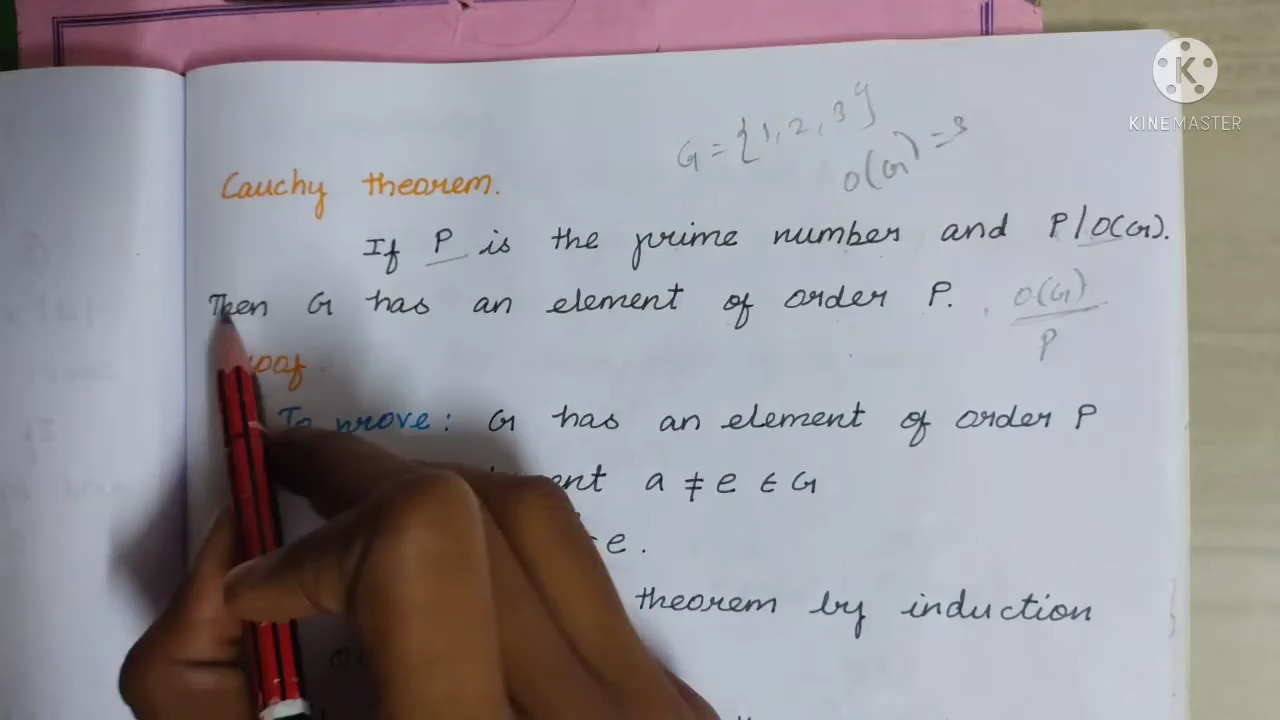 G = {1, 2, 3}
O(G) = 3
KINEMASTER
Cauchy theorem.
If P is the prime number and P/O(G).
Then G has an element of order P.
O(G)
P
To prove: G has an element of order P
a ≠ e ∈ G
e.
theorem by induction